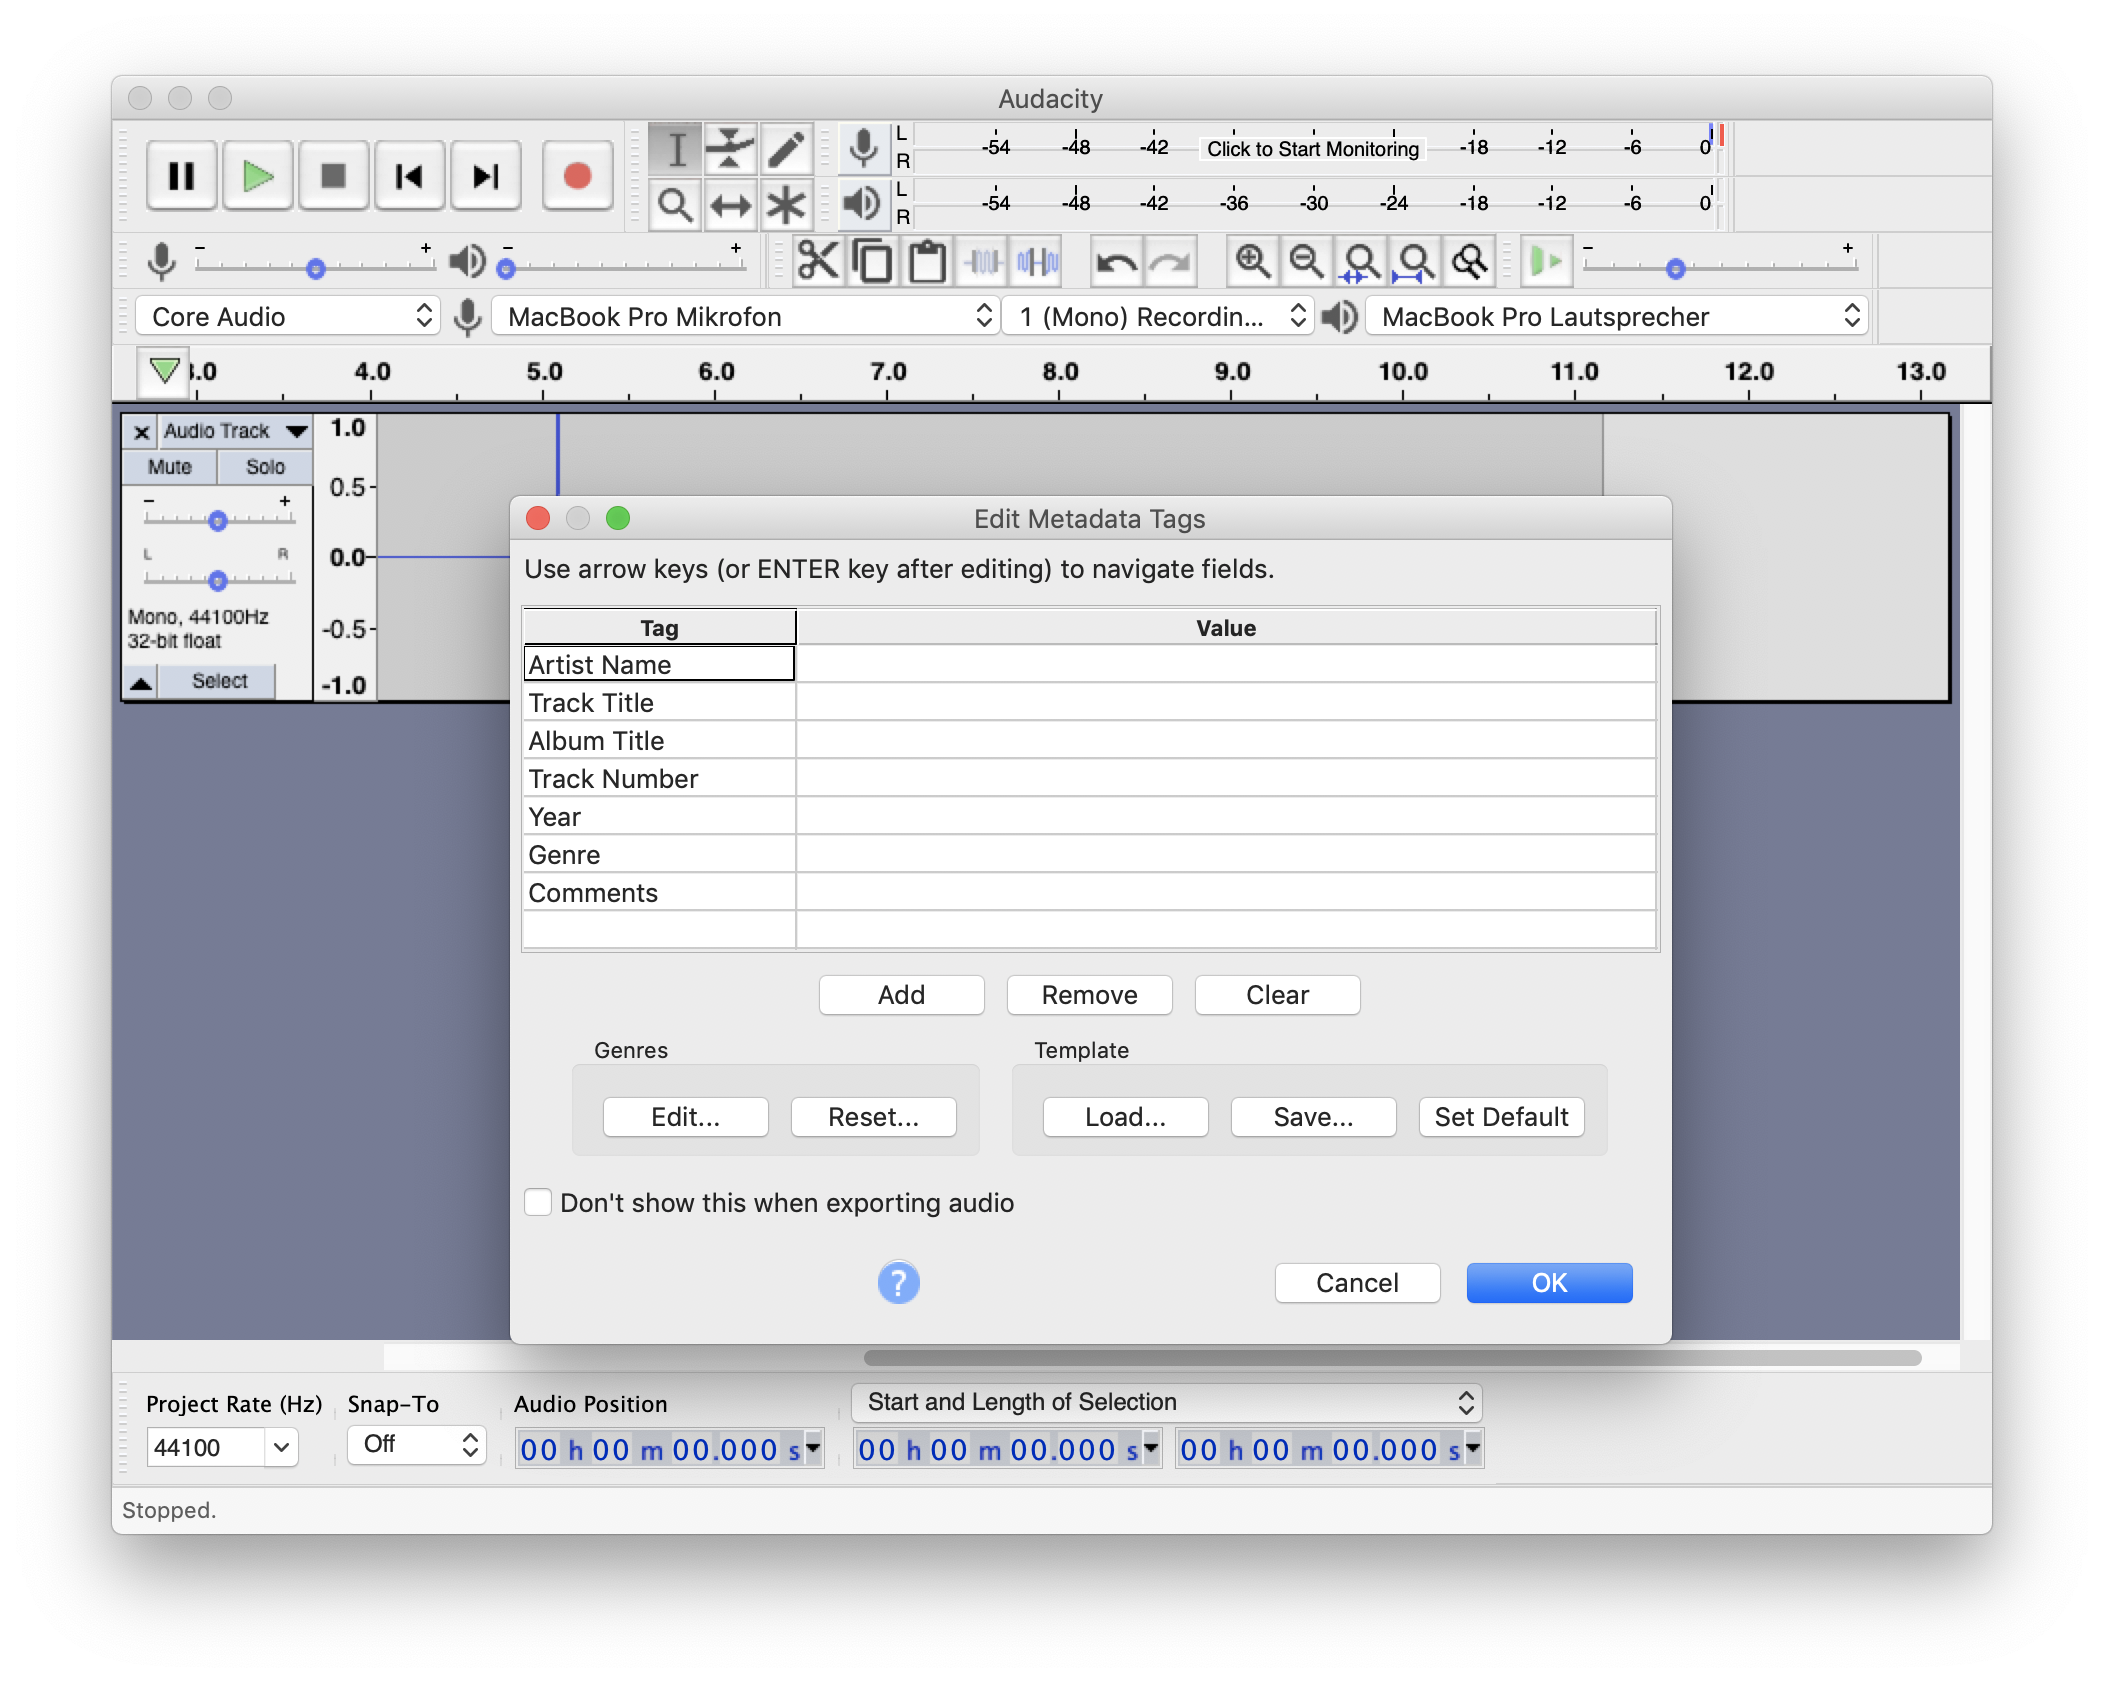 Audacity
L
R
-54 -48 -42 Click to Start Monitoring -18 -12 -6 0
L
R
-54 -48 -42 -36 -30 -24 -18 -12 -6 0
- + - + - +
Core Audio MacBook Pro Mikrofon 1 (Mono) Recordin... MacBook Pro Lautsprecher
.0 4.0 5.0 6.0 7.0 8.0 9.0 10.0 11.0 12.0 13.0
x Audio Track 1.0
Mute Solo
0.5
- +
L R 0.0
Mono, 44100Hz
32-bit float
-0.5
Select
-1.0
Edit Metadata Tags
Use arrow keys (or ENTER key after editing) to navigate fields.
Tag Value
Artist Name
Track Title
Album Title
Track Number
Year
Genre
Comments
Add Remove Clear
Genres Template
Edit... Reset... Load... Save... Set Default
Don't show this when exporting audio
? Cancel OK
Project Rate (Hz) Snap-To Audio Position Start and Length of Selection
44100 Off 00 h 00 m 00.000 s 00 h 00 m 00.000 s 00 h 00 m 00.000 s
Stopped.